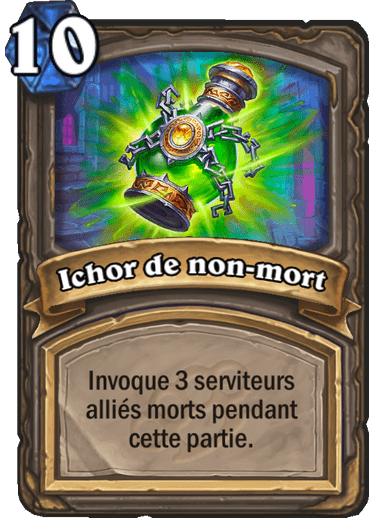 10
Ichor de non-mort
Invoque 3 serviteurs
alliés morts pendant
cette partie.